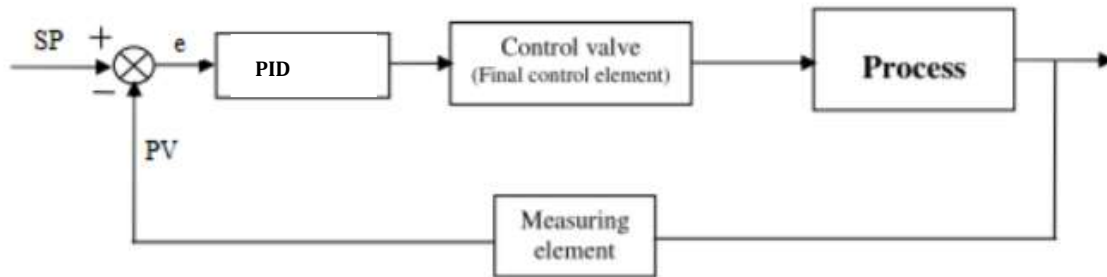 SP
+
e
PID
Control valve
(Final control element)
Process
−
PV
Measuring
element